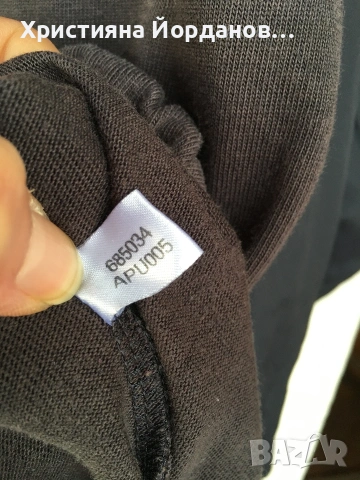 Християна Йорданов...
685034
APU005
BAZAR